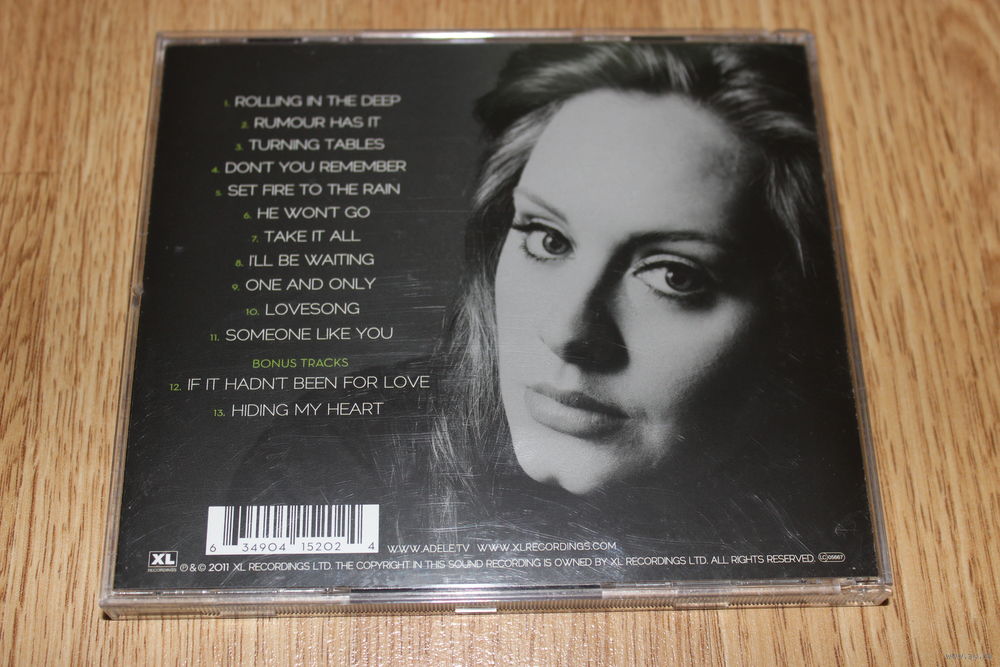 1. ROLLING IN THE DEEP
2. RUMOUR HAS IT
3. TURNING TABLES
4. DON'T YOU REMEMBER
5. SET FIRE TO THE RAIN
6. HE WON'T GO
7. TAKE IT ALL
8. I'LL BE WAITING
9. ONE AND ONLY
10. LOVESONG
11. SOMEONE LIKE YOU
BONUS TRACKS
12. IF IT HADN'T BEEN FOR LOVE
13. HIDING MY HEART
6 34904 15202 4
WWW.ADELE.TV WWW.XLRECORDINGS.COM
XL
RECORDINGS
℗ & © 2011 XL RECORDINGS LTD. THE COPYRIGHT IN THIS SOUND RECORDING IS OWNED BY XL RECORDINGS LTD. ALL RIGHTS RESERVED. LC 05667